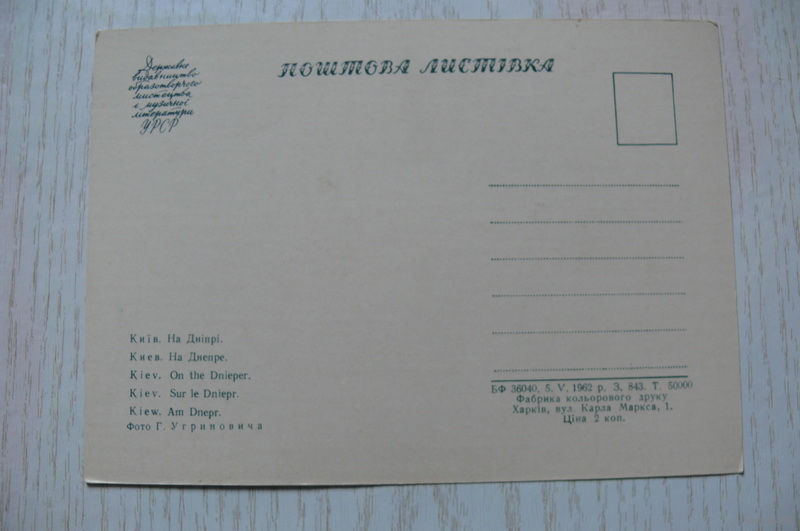 Державне
видавництво
образотворчого
мистецтва
і музичної
літератури
УРСР
ПОШТОВА ЛИСТІВКА
Київ. На Дніпрі.
Киев. На Днепре.
Kiev. On the Dnieper.
Kiev. Sur le Dniepr.
Kiew. Am Dnepr.
Фото Г. Угриновича
БФ 36040. 5. V. 1962 р. З. 843. Т. 50000
Фабрика кольорового друку
Харків, вул Карла Маркса, 1.
Ціна 2 коп.